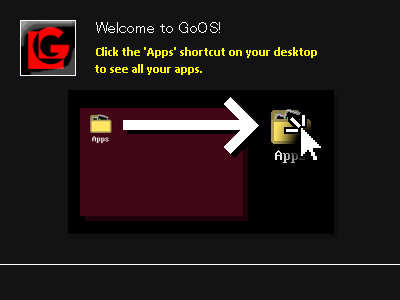 Welcome to GoOS!
Click the 'Apps' shortcut on your desktop
to see all your apps.
Apps
Apps